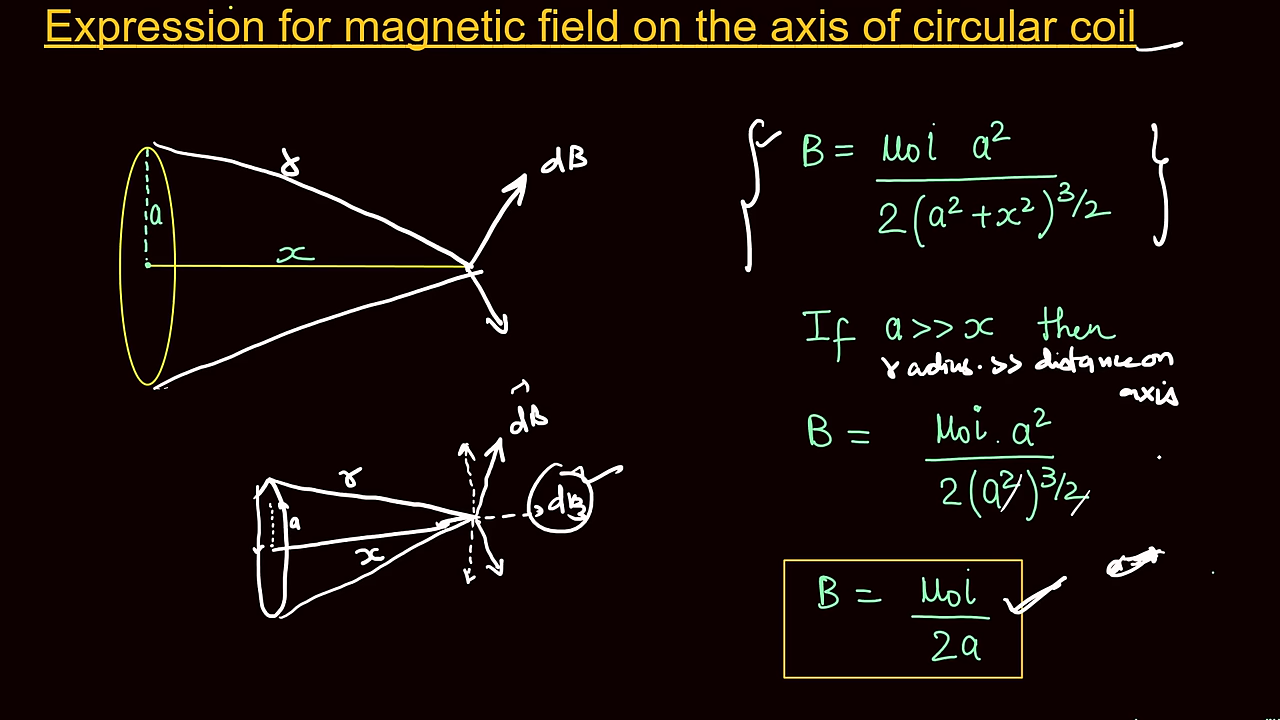 Expression for magnetic field on the axis of circular coil
r
dB
a
x
B = μ₀i a²
2(a²+x²)^3/2
If a>>x then
radius. >> distance on
axis
B = μ₀i. a²
2(a²)^3/2
dB
r
dB
a
x
B = μ₀i
2a